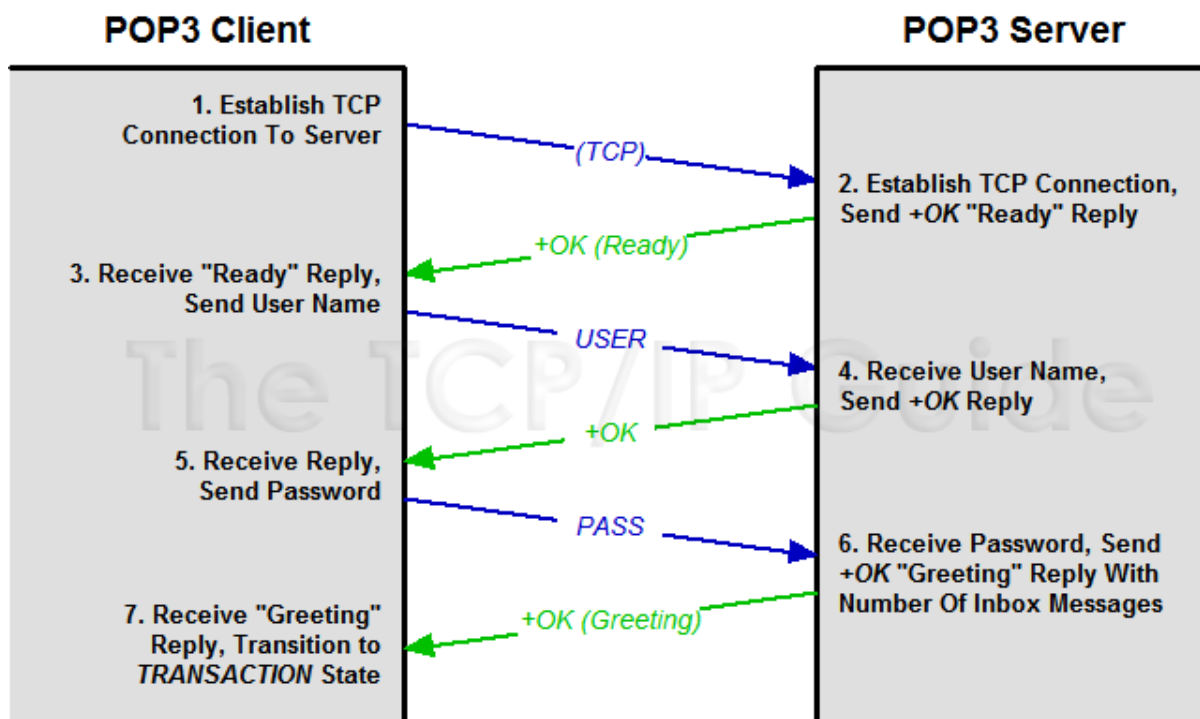 POP3 Client
POP3 Server
1. Establish TCP
Connection To Server
(TCP)
2. Establish TCP Connection,
Send +OK "Ready" Reply
+OK (Ready)
3. Receive "Ready" Reply,
Send User Name
USER
The TCP/IP Guide
4. Receive User Name,
Send +OK Reply
+OK
5. Receive Reply,
Send Password
PASS
6. Receive Password, Send
+OK "Greeting" Reply With
Number Of Inbox Messages
+OK (Greeting)
7. Receive "Greeting"
Reply, Transition to
TRANSACTION State